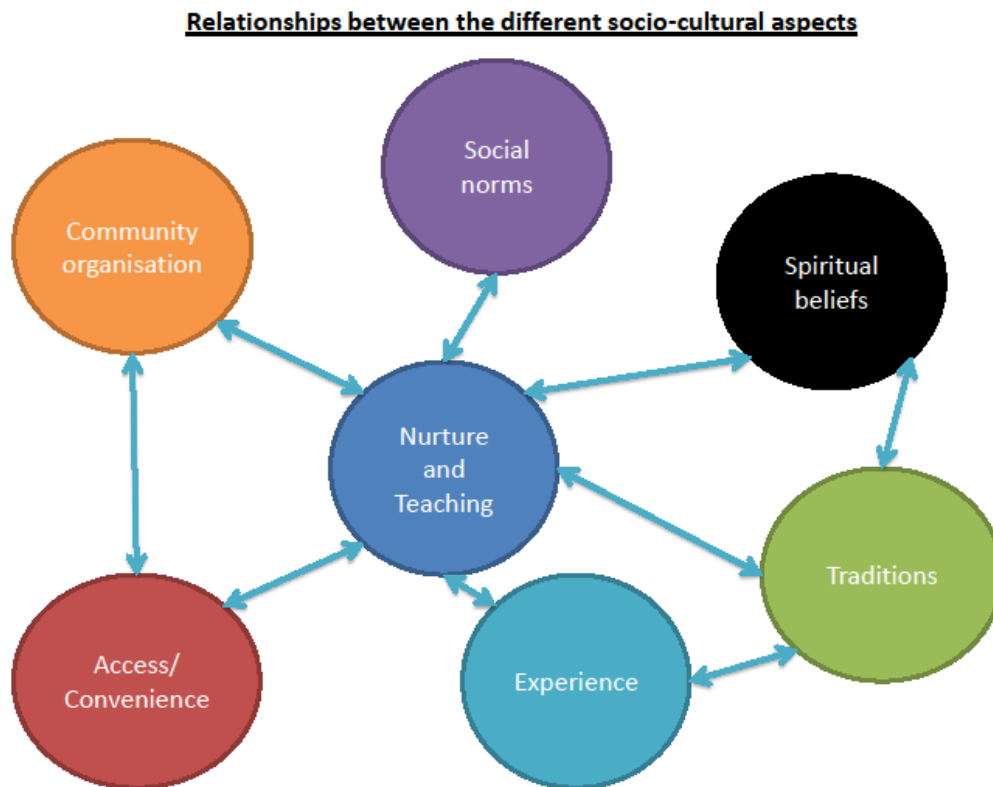 Relationships between the different socio-cultural aspects
Social
norms
Community
organisation
Spiritual
beliefs
Nurture
and
Teaching
Traditions
Access/
Convenience
Experience